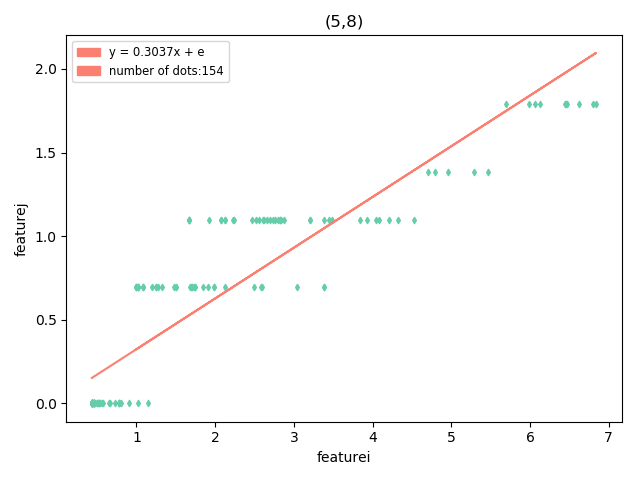 (5,8)
y = 0.3037x + e
number of dots:154
2.0
1.5
1.0
0.5
0.0
featurej
1 2 3 4 5 6 7
featurei